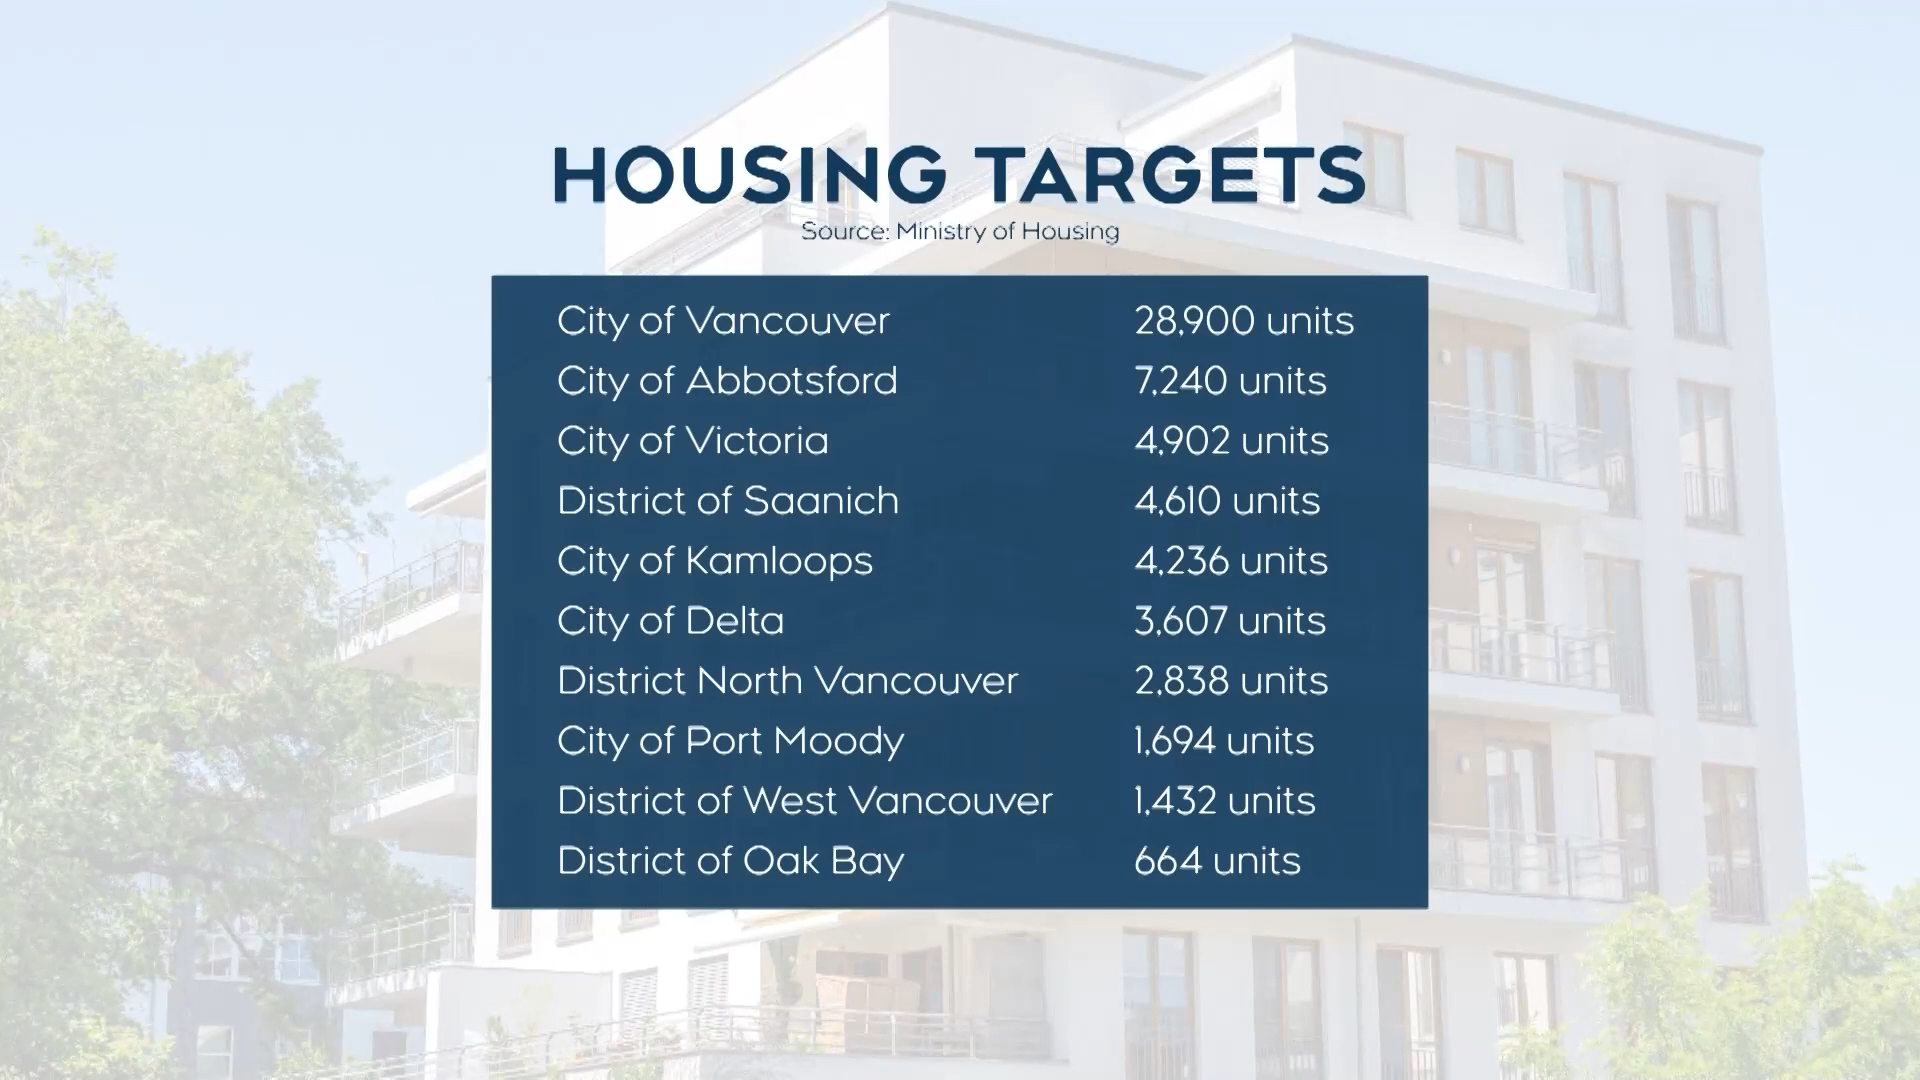 HOUSING TARGETS
Source: Ministry of Housing
City of Vancouver 28,900 units
City of Abbotsford 7,240 units
City of Victoria 4,902 units
District of Saanich 4,610 units
City of Kamloops 4,236 units
City of Delta 3,607 units
District North Vancouver 2,838 units
City of Port Moody 1,694 units
District of West Vancouver 1,432 units
District of Oak Bay 664 units